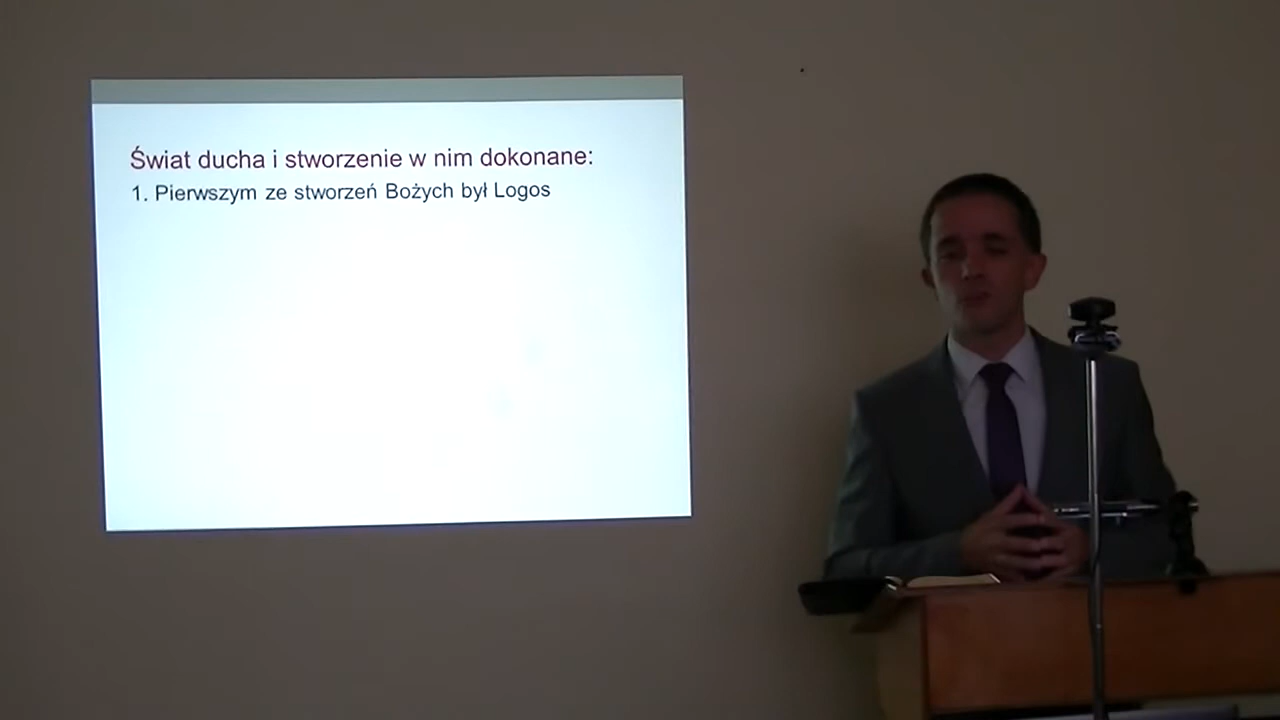 Świat ducha i stworzenie w nim dokonane:
1. Pierwszym ze stworzeń Bożych był Logos